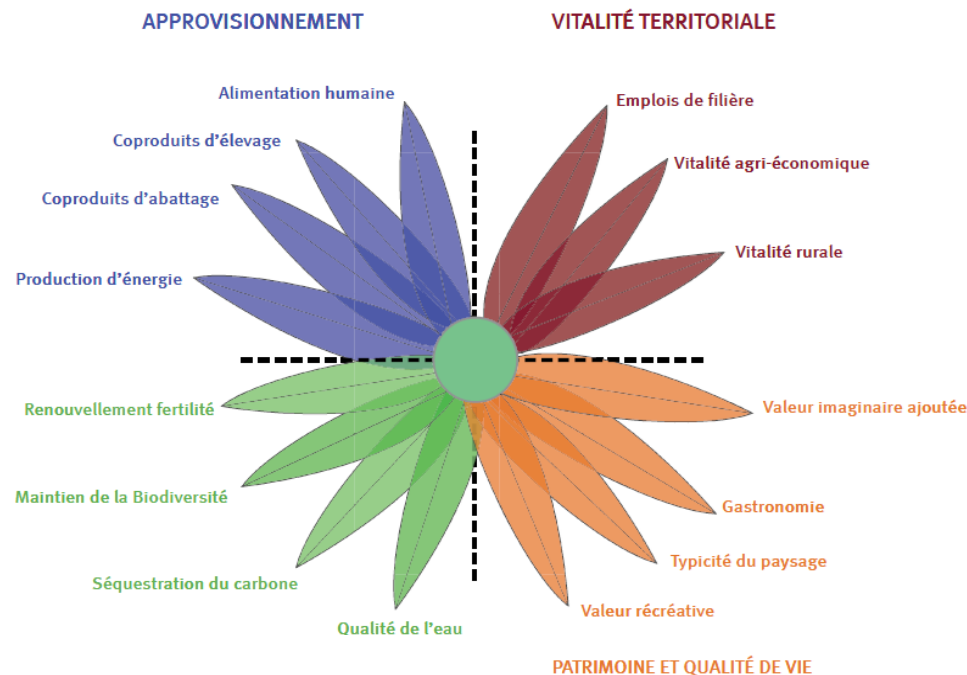 APPROVISIONNEMENT
VITALITÉ TERRITORIALE
Alimentation humaine
Coproduits d'élevage
Coproduits d'abattage
Production d'énergie
Emplois de filière
Vitalité agri-économique
Vitalité rurale
Renouvellement fertilité
Maintien de la Biodiversité
Séquestration du carbone
Qualité de l'eau
Valeur imaginaire ajoutée
Gastronomie
Typicité du paysage
Valeur récréative
PATRIMOINE ET QUALITÉ DE VIE